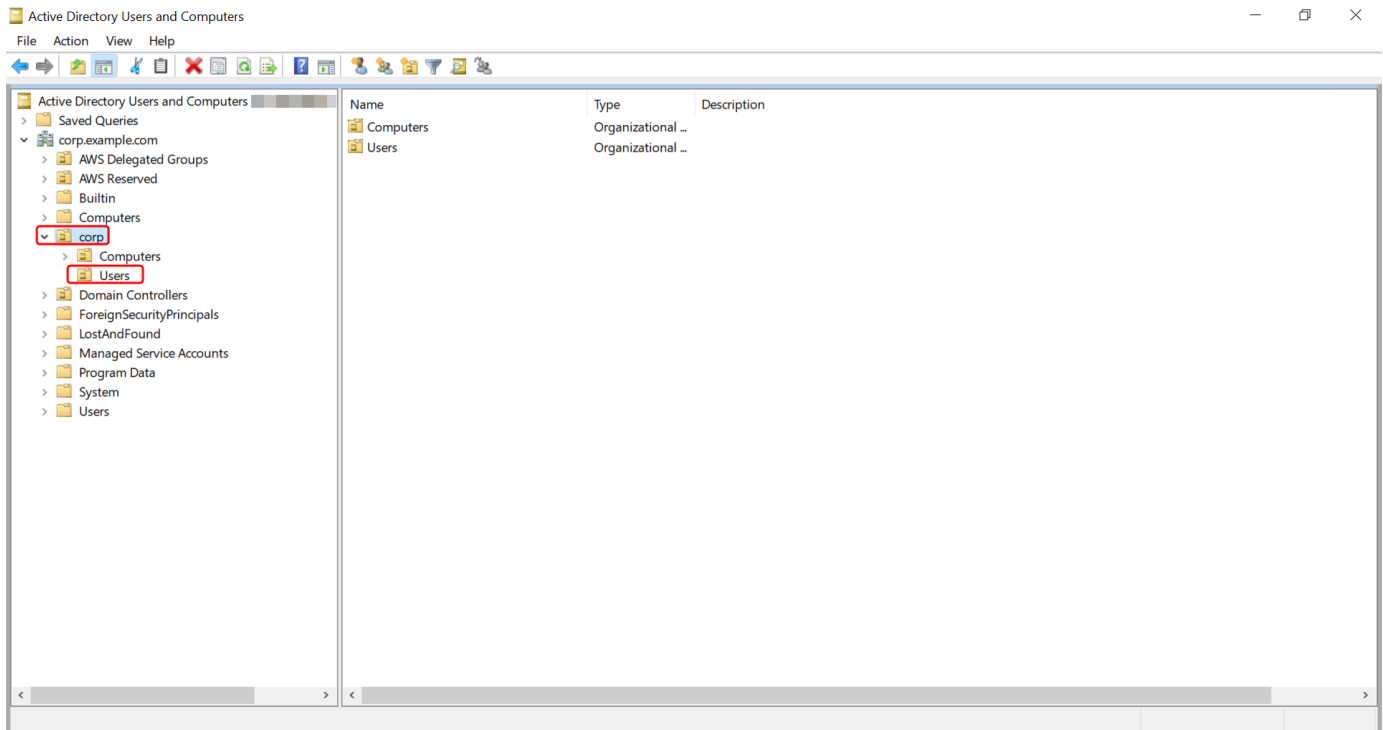 Active Directory Users and Computers
File Action View Help
Active Directory Users and Computers
Saved Queries
corp.example.com
AWS Delegated Groups
AWS Reserved
Builtin
Computers
corp
Computers
Users
Domain Controllers
ForeignSecurityPrincipals
LostAndFound
Managed Service Accounts
Program Data
System
Users
Name Type Description
Computers Organizational ...
Users Organizational ...